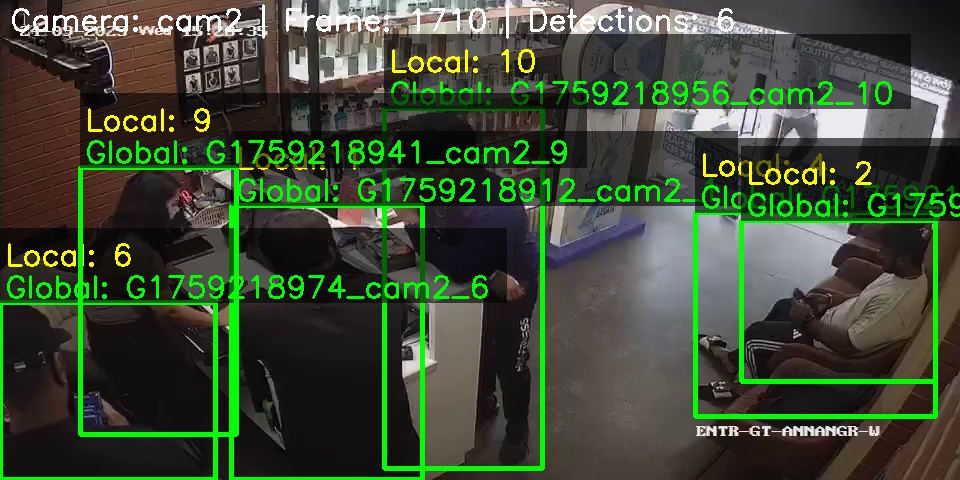 Camera: cam2 | Frame: 1710 | Detections: 6
Local: 10
Global: G1759218956_cam2_10
Local: 9
Global: G1759218941_cam2_9
Global: G1759218912_cam2_
Local: 2
Global: G1759
Local: 6
Global: G1759218974_cam2_6
ENTR-GT-ANNANGR-W